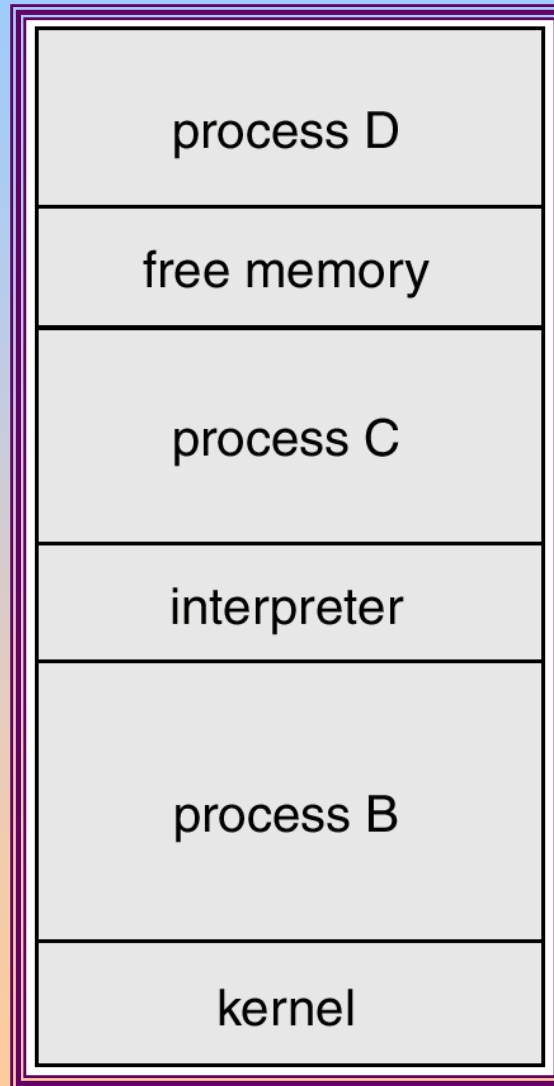 process D
free memory
process C
interpreter
process B
kernel